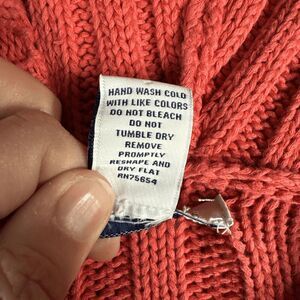 HAND WASH COLD
WITH LIKE COLORS
DO NOT BLEACH
DO NOT
TUMBLE DRY
REMOVE
PROMPTLY
RESHAPE AND
DRY FLAT
RN75654